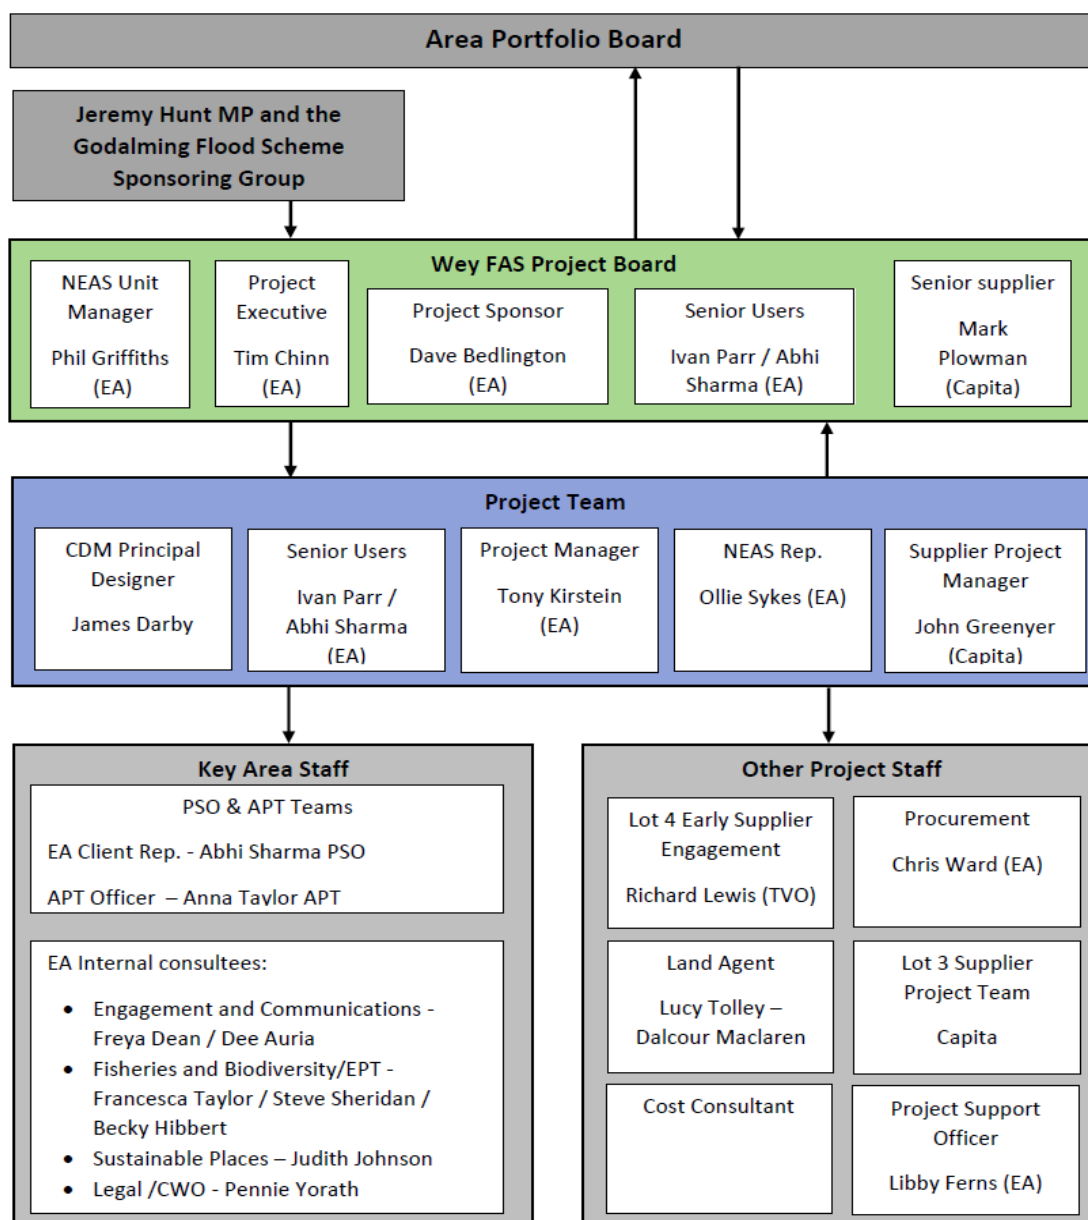 Area Portfolio Board
Jeremy Hunt MP and the
Godalming Flood Scheme
Sponsoring Group
Wey FAS Project Board
NEAS Unit
Manager
Phil Griffiths
(EA)
Project
Executive
Tim Chinn
(EA)
Project Sponsor
Dave Bedlington
(EA)
Senior Users
Ivan Parr / Abhi
Sharma (EA)
Senior supplier
Mark
Plowman
(Capita)
Project Team
CDM Principal
Designer
James Darby
Senior Users
Ivan Parr /
Abhi Sharma
(EA)
Project Manager
Tony Kirstein
(EA)
NEAS Rep.
Ollie Sykes (EA)
Supplier Project
Manager
John Greenyer
(Capita)
Key Area Staff
PSO & APT Teams
EA Client Rep. - Abhi Sharma PSO
APT Officer – Anna Taylor APT
EA Internal consultees:
• Engagement and Communications -
Freya Dean / Dee Auria
• Fisheries and Biodiversity/EPT -
Francesca Taylor / Steve Sheridan /
Becky Hibbert
• Sustainable Places – Judith Johnson
• Legal /CWO - Pennie Yorath
Other Project Staff
Lot 4 Early Supplier
Engagement
Richard Lewis (TVO)
Procurement
Chris Ward (EA)
Land Agent
Lucy Tolley –
Dalcour Maclaren
Lot 3 Supplier
Project Team
Capita
Cost Consultant
Project Support
Officer
Libby Ferns (EA)